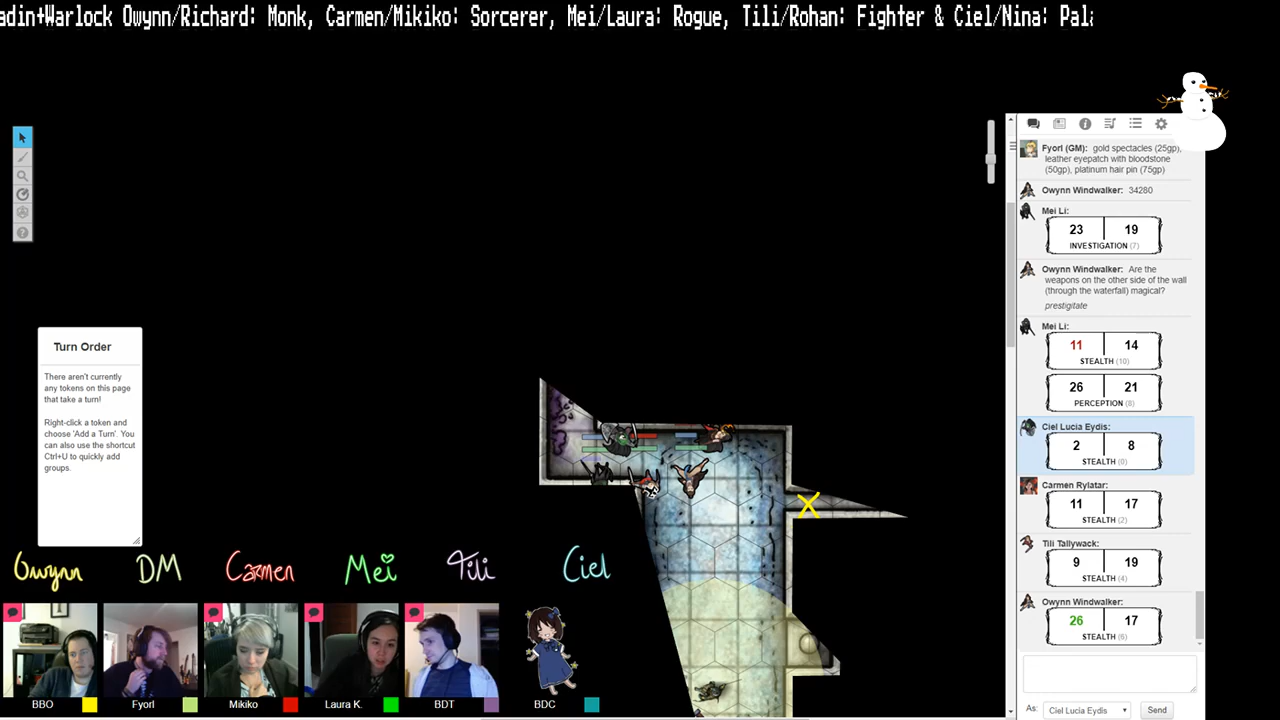 adin+Warlock Owynn/Richard: Monk, Carmen/Mikiko: Sorcerer, Mei/Laura: Rogue, Tili/Rohan: Fighter & Ciel/Nina: Pala
Fyorl (GM): gold spectacles (25gp),
leather eyepatch with bloodstone
(50gp), platinum hair pin (75gp)
Owynn Windwalker: 34280
Mei Li:
23 19
INVESTIGATION (7)
Owynn Windwalker: Are the
weapons on the other side of the wall
(through the waterfall) magical?
prestigitate
Mei Li:
11 14
STEALTH (10)
26 21
PERCEPTION (8)
Ciel Lucia Eydis:
2 8
STEALTH (0)
Carmen Rylatar:
11 17
STEALTH (2)
Tili Tallywack:
9 19
STEALTH (4)
Owynn Windwalker:
26 17
STEALTH (6)
As: Ciel Lucia Eydis Send
Turn Order
There aren't currently
any tokens on this page
that take a turn!
Right-click a token and
choose 'Add a Turn'. You
can also use the shortcut
Ctrl+U to quickly add
groups.
X
Owynn DM Carmen Mei Tili Ciel
BBO Fyorl Mikiko Laura K. BDT BDC